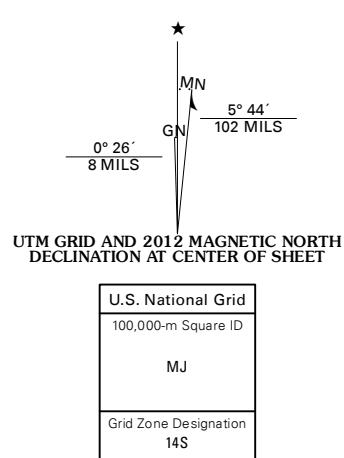 ★
MN
GN
5° 44´
102 MILS
0° 26´
8 MILS
UTM GRID AND 2012 MAGNETIC NORTH
DECLINATION AT CENTER OF SHEET
U.S. National Grid
100,000-m Square ID
MJ
Grid Zone Designation
14S